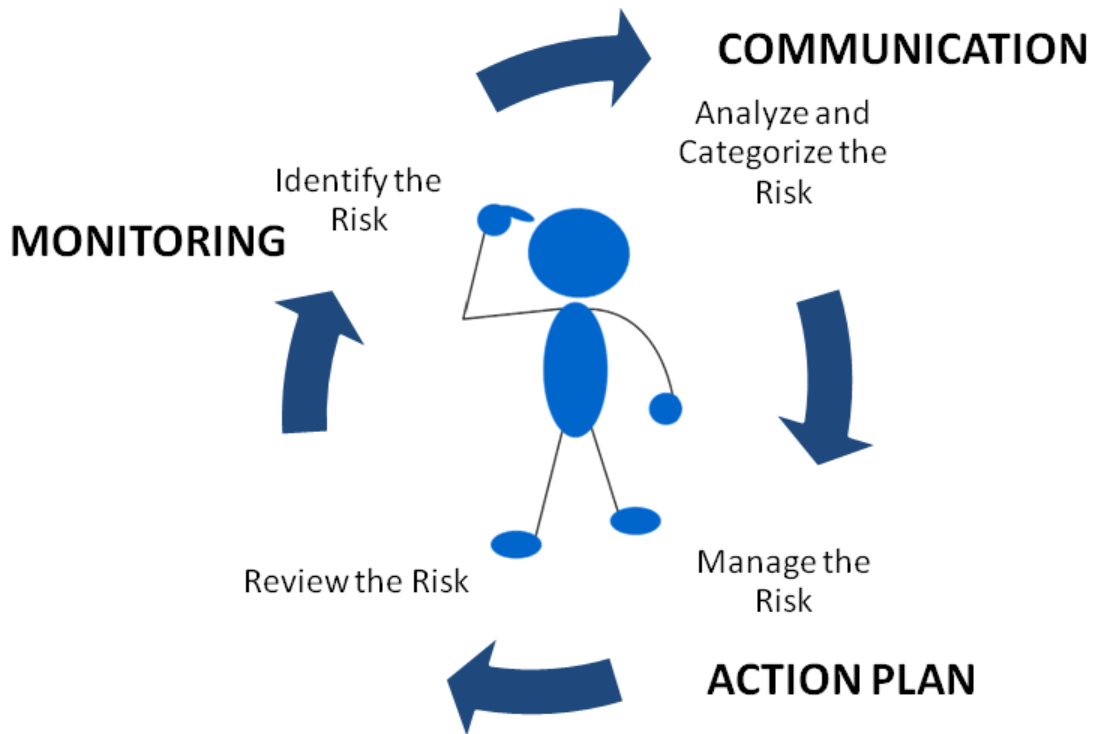 COMMUNICATION
Analyze and
Categorize the
Risk
Identify the
Risk
MONITORING
Review the Risk
Manage the
Risk
ACTION PLAN